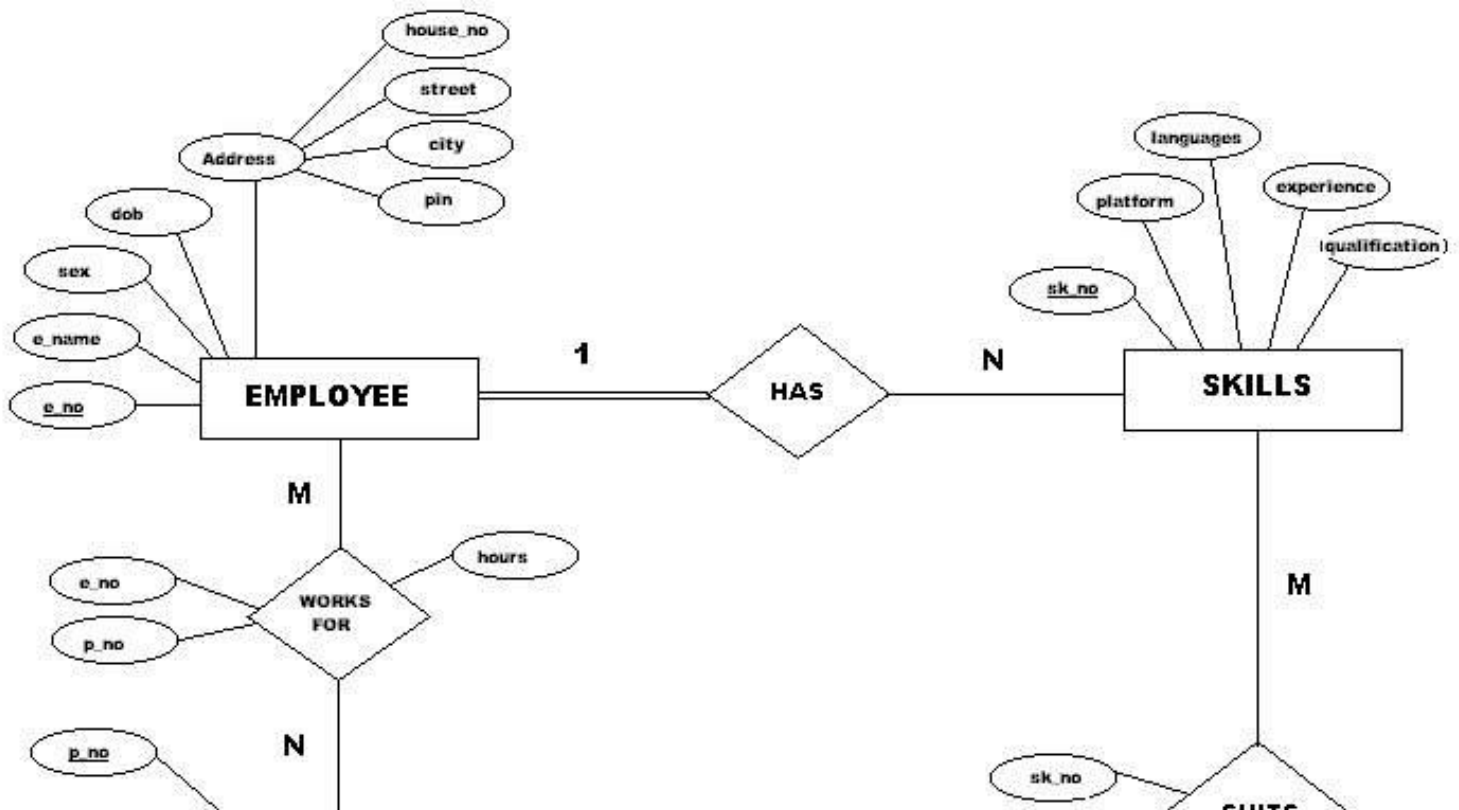 house_no
street
city
pin
Address
dob
sex
e_name
e_no
EMPLOYEE
1
HAS
N
languages
platform
experience
(qualification)
sk_no
SKILLS
M
hours
e_no
WORKS
FOR
p_no
M
N
p_no
sk_no
SUITS